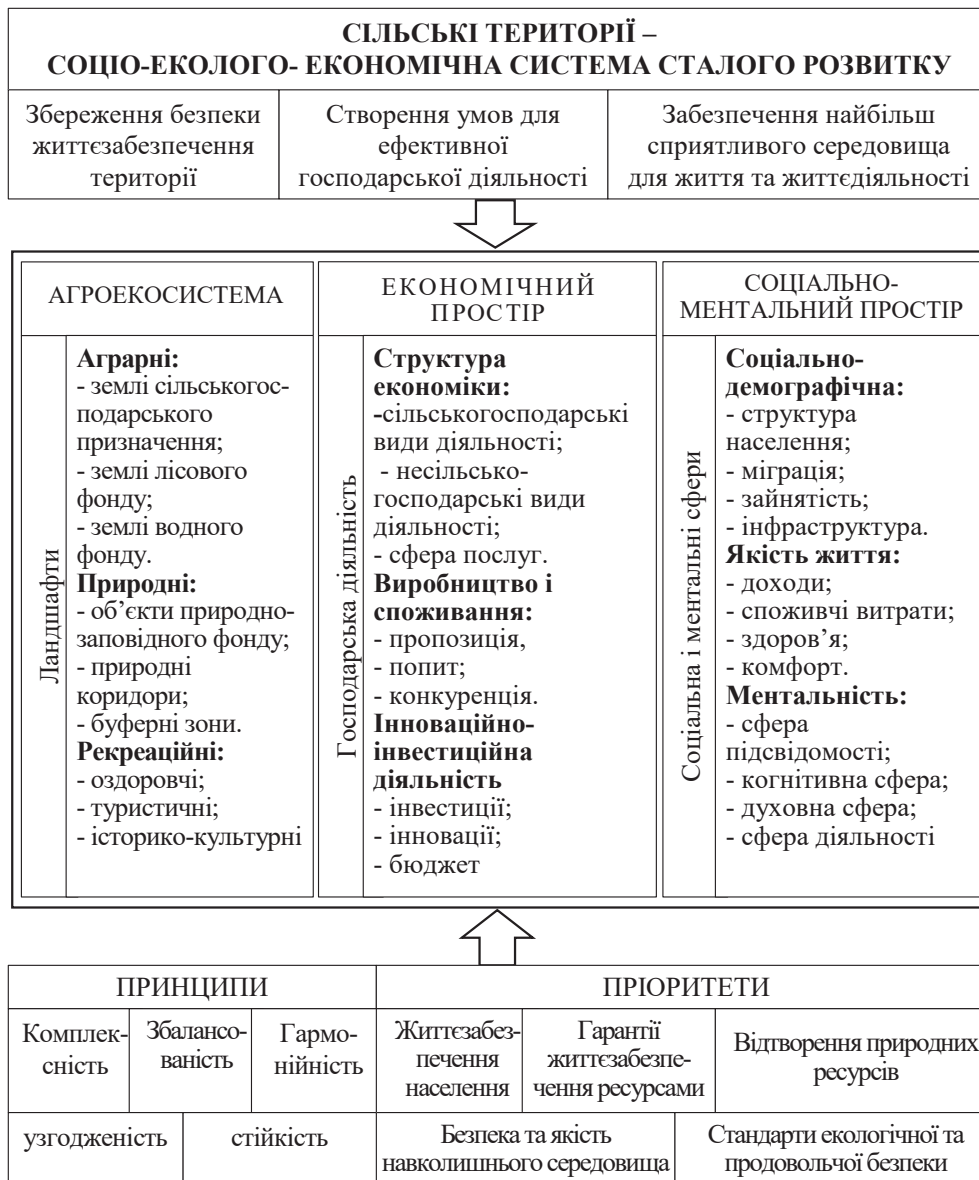 СІЛЬСЬКІ ТЕРИТОРІЇ –
СОЦІО-ЕКОЛОГО- ЕКОНОМІЧНА СИСТЕМА СТАЛОГО РОЗВИТКУ
Збереження безпеки
життєзабезпечення
території
Створення умов для
ефективної
господарської діяльності
Забезпечення найбільш
сприятливого середовища
для життя та життєдіяльності
АГРОЕКОСИСТЕМА
Ландшафти
Аграрні:
- землі сільськогос-
подарського
призначення;
- землі лісового
фонду;
- землі водного
фонду.
Природні:
- об’єкти природно-
заповідного фонду;
- природні
коридори;
- буферні зони.
Рекреаційні:
- оздоровчі;
- туристичні;
- історико-культурні
ЕКОНОМІЧНИЙ
ПРОСТІР
Господарська діяльність
Структура
економіки:
-сільськогосподарські
види діяльності;
- несільсько-
господарські види
діяльності;
- сфера послуг.
Виробництво і
споживання:
- пропозиція,
- попит;
- конкуренція.
Інноваційно-
інвестиційна
діяльність
- інвестиції;
- інновації;
- бюджет
СОЦІАЛЬНО-
МЕНТАЛЬНИЙ ПРОСТІР
Соціальна і ментальні сфери
Соціально-
демографічна:
- структура
населення;
- міграція;
- зайнятість;
- інфраструктура.
Якість життя:
- доходи;
- споживчі витрати;
- здоров’я;
- комфорт.
Ментальність:
- сфера
підсвідомості;
- когнітивна сфера;
- духовна сфера;
- сфера діяльності
ПРИНЦИПИ
Комплек-
сність
Збалансо-
ваність
Гармо-
нійність
узгодженість
стійкість
ПРІОРИТЕТИ
Життєзабез-
печення
населення
Гарантії
життєзабезпе-
чення ресурсами
Відтворення природних
ресурсів
Безпека та якість
навколишнього середовища
Стандарти екологічної та
продовольчої безпеки